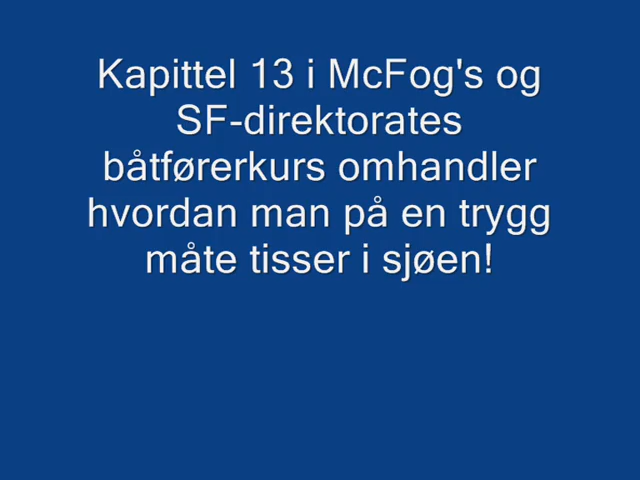 Kapittel 13 i McFog's og
SF-direktorates
båtførerkurs omhandler
hvordan man på en trygg
måte tisser i sjøen!